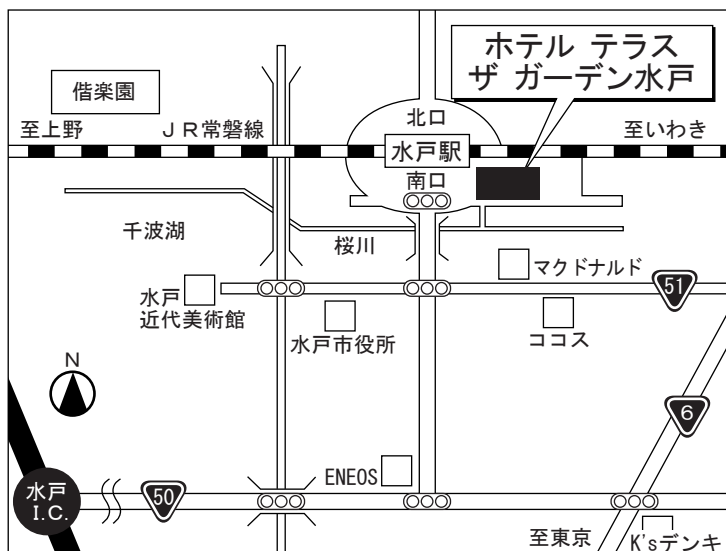 ホテル テラス
ザ ガーデン水戸
偕楽園
北口
至上野
JR常磐線
水戸駅
至いわき
南口
千波湖
桜川
マクドナルド
51
水戸
近代美術館
水戸市役所
ココス
N
6
ENEOS
水戸
I.C.
50
至東京
K'sデンキ